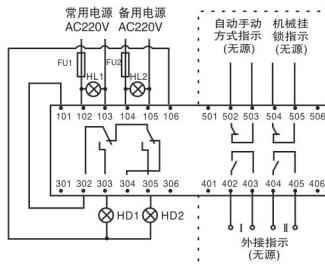 常用电源 备用电源
AC220V AC220V
自动手动 机械挂
方式指示 锁指示
(无源) (无源)
FU1 FU2
HL1 HL2
101 102 103 104 105 106 501 502 503 504 505 506
301 302 303 304 305 306 401 402 403 404 405 406
HD1 HD2
I II
外接指示
(无源)